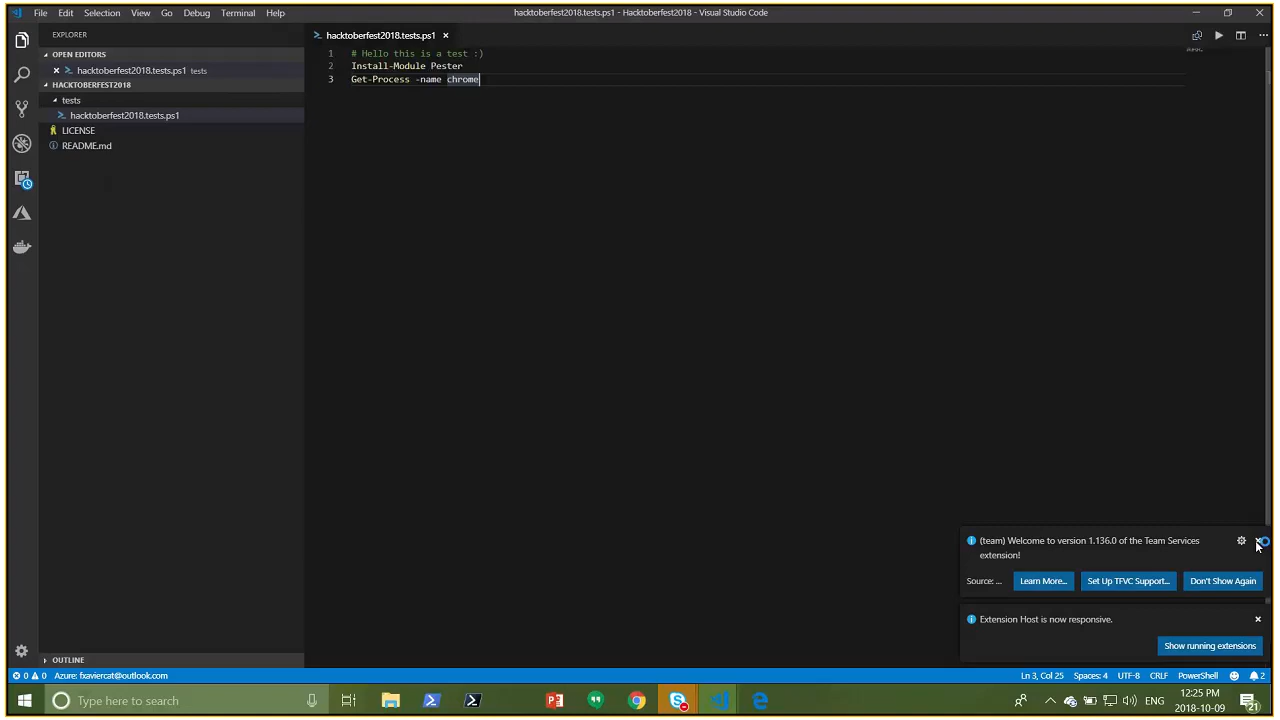 File Edit Selection View Go Debug Terminal Help
hacktoberfest2018.tests.ps1 - Hacktoberfest2018 - Visual Studio Code
EXPLORER
hacktoberfest2018.tests.ps1
OPEN EDITORS
hacktoberfest2018.tests.ps1 tests
HACKTOBERFEST2018
tests
hacktoberfest2018.tests.ps1
LICENSE
README.md
1 # Hello this is a test :)
2 Install-Module Pester
3 Get-Process -name chrome
(team) Welcome to version 1.136.0 of the Team Services
extension!
Source: ... Learn More... Set Up TFVC Support... Don't Show Again
Extension Host is now responsive.
Show running extensions
OUTLINE
0 0 Azure: fxaviercat@outlook.com
Ln 3, Col 25 Spaces: 4 UTF-8 CRLF PowerShell 2
Type here to search
ENG
12:25 PM
2018-10-09
21